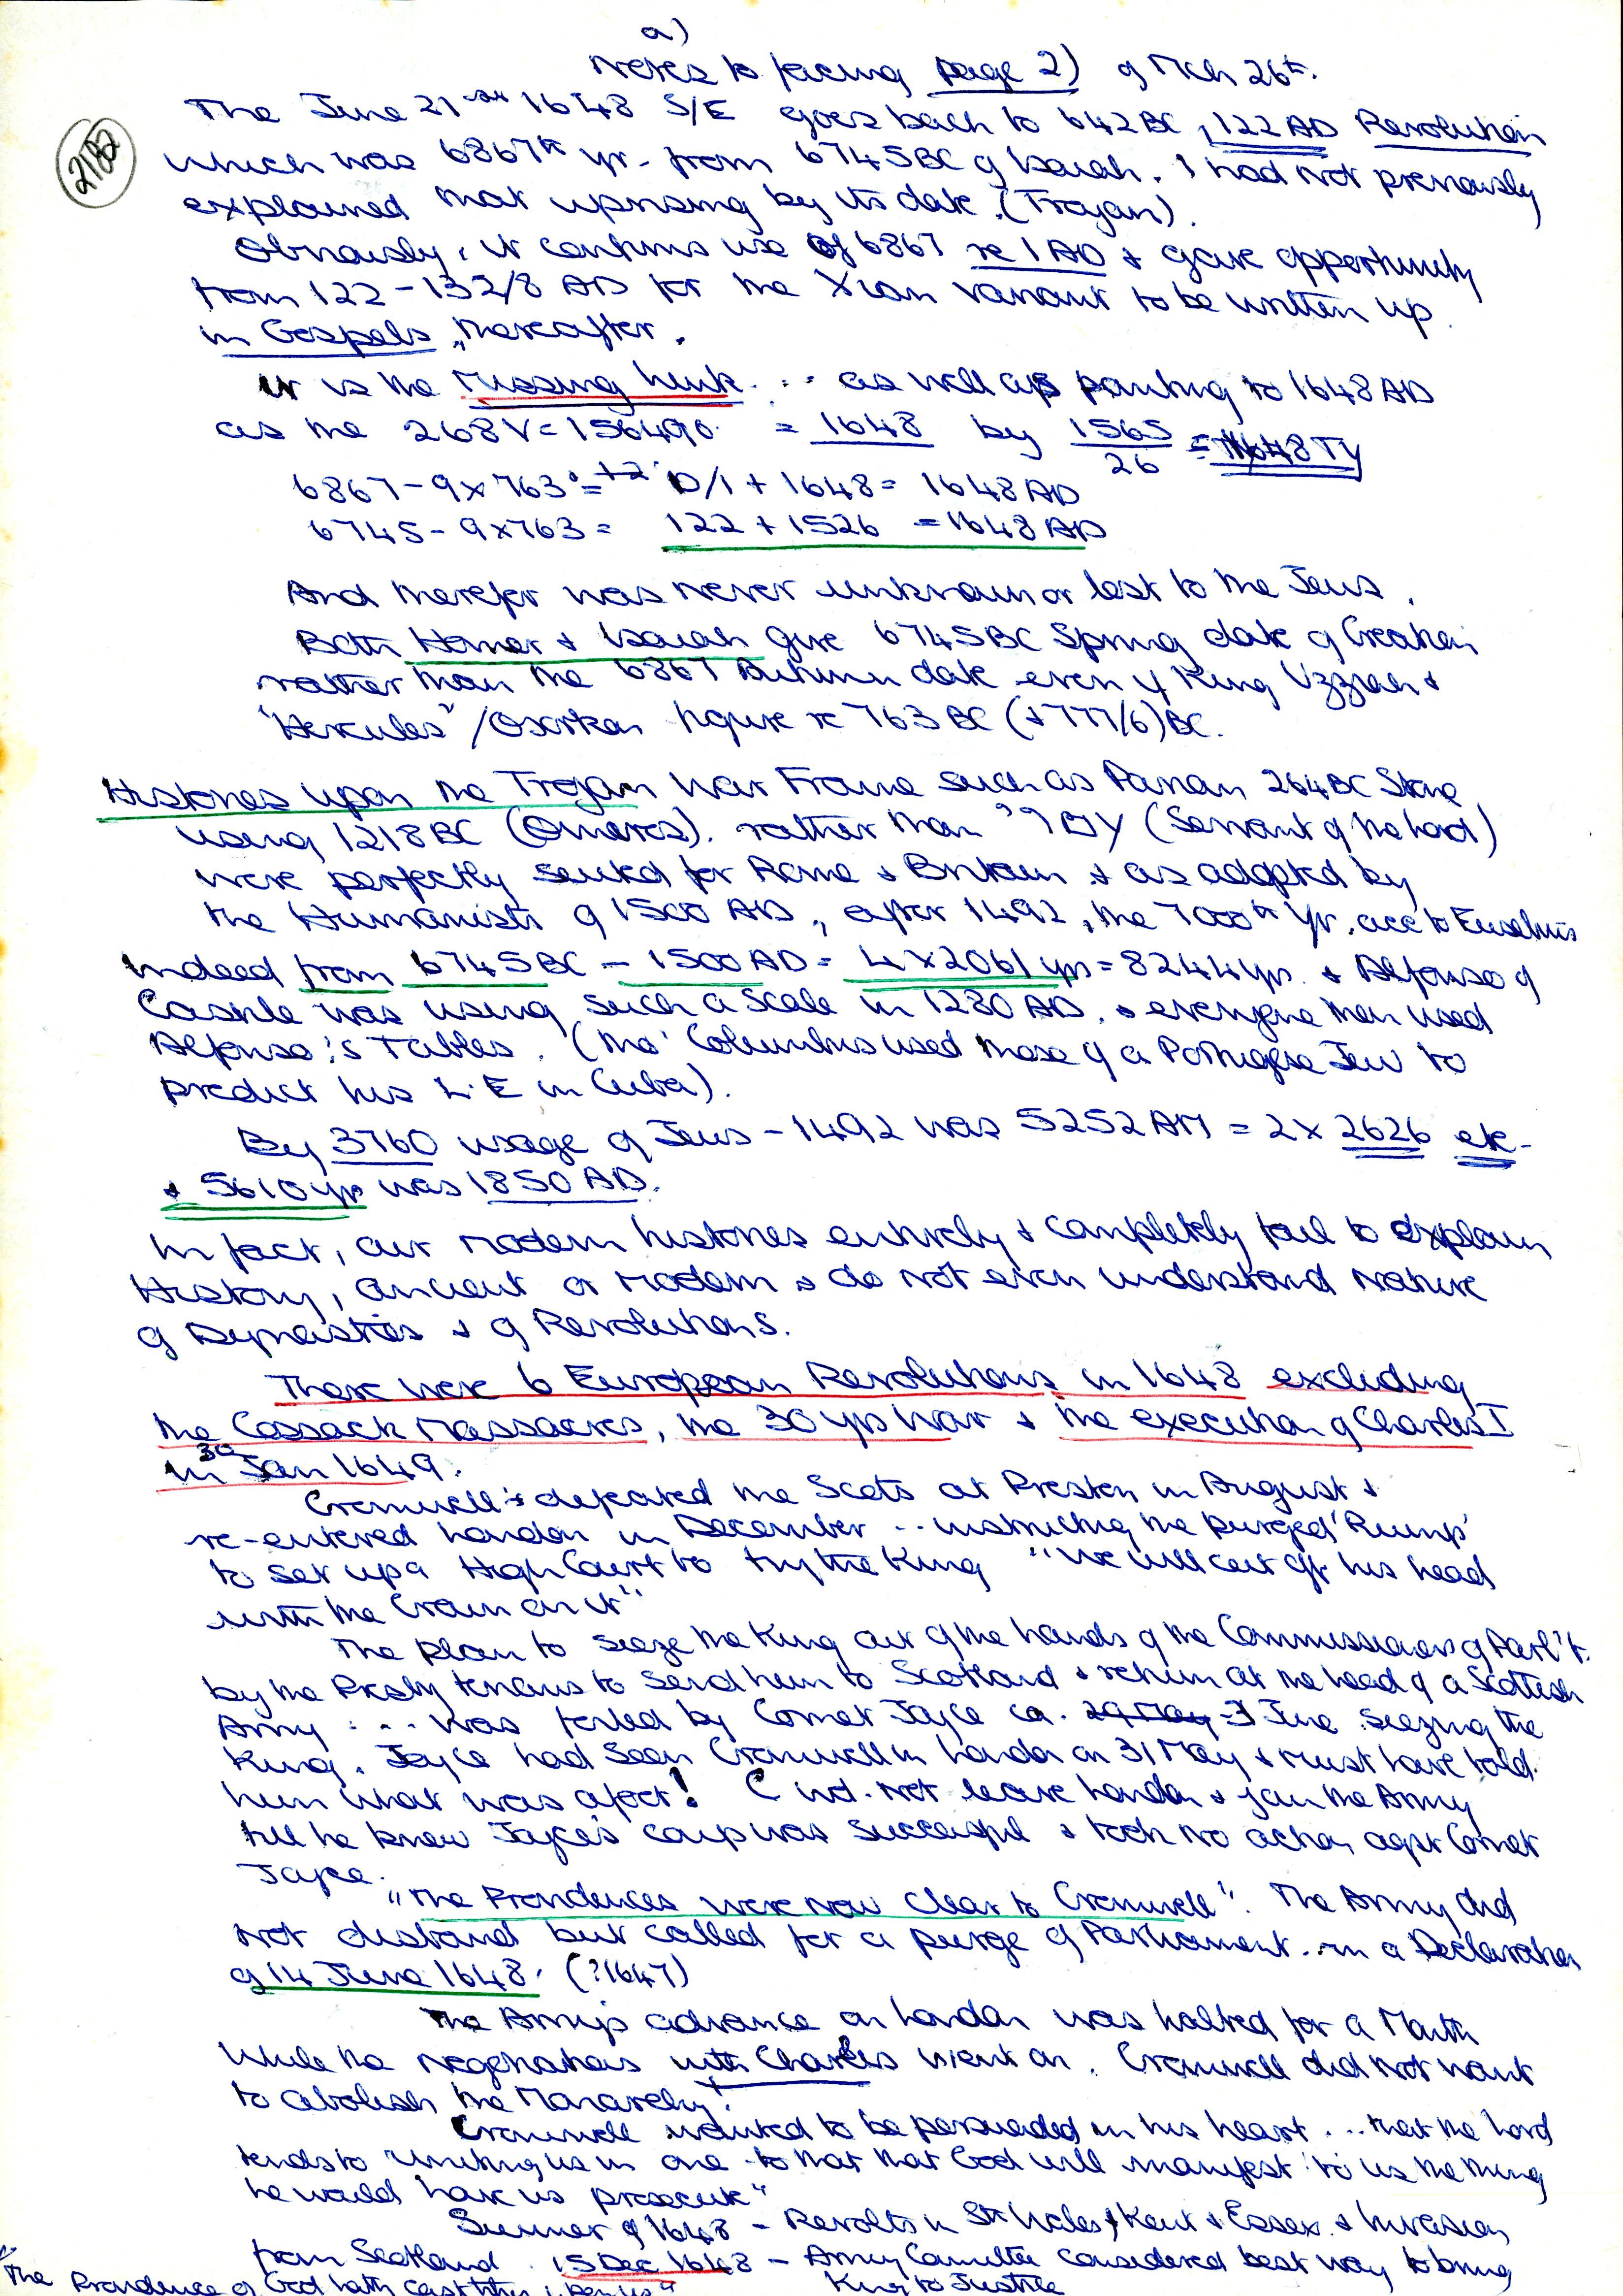 a)
Notes to facing page 2) of Mch 26th.
2182
The June 21st 1648 S/E goes back to 642BC, 122 AD Revolution
which was 6867th yr. from 6745BC of Isaiah. I had not previously
explained that uprising by its date. (Trojan).
Obviously, it confirms use of 6867 re 1 AD & gave opportunity
from 122-132/8 AD for the Xian variant to be written up
in Gospels, thereafter.
It is the Missing Link... as well as pointing to 1648 AD
as the 268V = 156490. = 1648 by 1565/26 = 1648 TY
6867-9x763 = +2 0/1 + 1648 = 1648 AD
6745-9x763 = 122 + 1526 = 1648 AD
And therefor was never unknown or lost to the Jews.
Both Homer & Isaiah give 6745BC Spring date of Creation
rather than the 6867 Autumn date even if King Uzziah &
"Hercules"/Osorkon figure re 763 BC (&777/6) BC.
Histories upon the Trojan War Frame such as Parian 264BC Stone
using 1218BC (Omeros). rather than (Servant of the Lord)
were perfectly suited for Rome & Britain & as adopted by
the Humanists of 1500 AD, after 1492, the 7000th Yr. acc to Eusebius
Indeed from 6745BC - 1500 AD = 4x2061 yrs = 8244 yrs. & Alfonso of
Castile was using such a scale in 1280 AD. & everyone then used
Alfonso's Tables. (tho' Columbus used those of a Portugese Jew to
predict his L.E in Cuba).
By 3760 usage of Jews - 1492 was 5252 AM = 2 x 2626 etc -
& 5610 yrs was 1850 AD.
In fact, our modern histories entirely & completely fail to explain
History, ancient or modern & do not even understand nature
of Dynasties & of Revolutions.
There were 6 European Revolutions in 1648 excluding
the Cossack Massacres, the 30 yrs War & the execution of Charles I
in 30 Jan 1649.
Cromwell defeated the Scots at Preston in August &
re-entered London in December... instructing the purged 'Rump'
to set up a High Court to try the King "We will cut off his head
with the Crown on it"
The plan to seeze the King out of the hands of the Commissioners of Parl't.
by the Presbyterians to send him to Scotland & return at the head of a Scottish
Army ... was foiled by Cornet Joyce ca. 29 May - 3 June seezing the
King. Joyce had seen Cromwell in London on 31 May & must have told
him what was afoot! C wd. not leave London & join the Army
till he knew Joyce's coup was successful & took no action agst Cornet
Joyce.
"The Providences were now clear to Cromwell". The Army did
not disband but called for a purge of Parliament... in a Declaration
of 14 June 1648. (?1647)
The Army's advance on London was halted for a Month
while the negotiations with Charles went on. Cromwell did not want
to abolish the Monarchy.
Cromwell wanted to be persuaded in his heart ... that the Lord
tends to "uniting us in one - to that that God will manifest to us the thing
he would have us prosecute"
Summer of 1648 - Revolts in Sth Wales, Kent & Essex. & Invasion
from Scotland. 15 Dec 1648 - Army Committee considered best way to bring
King to Justice
"The Providence of God hath cast this upon us"